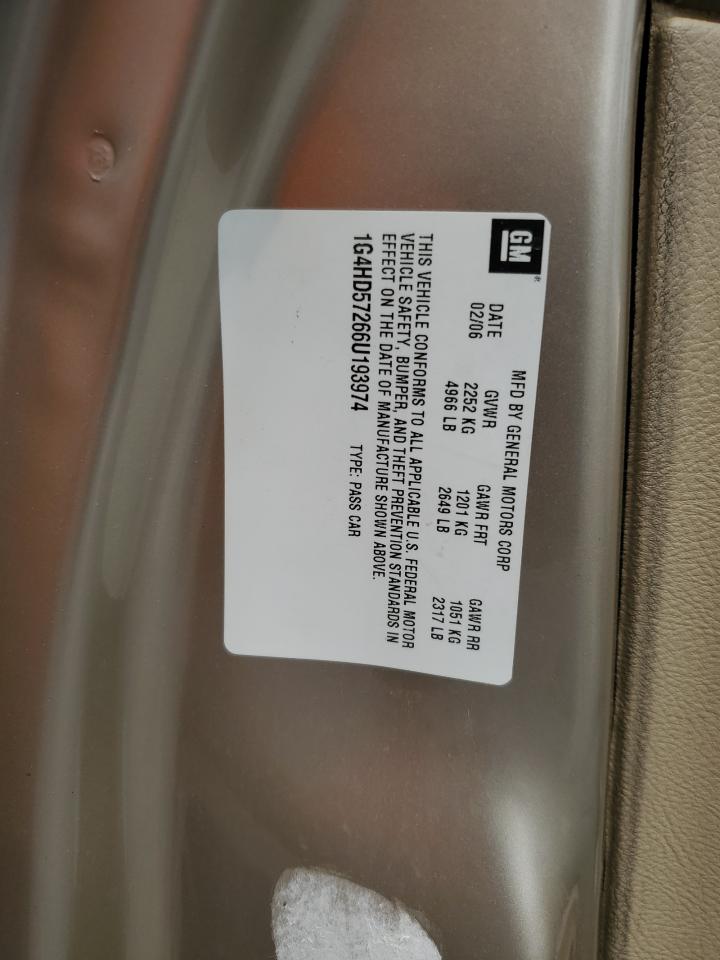 GM®
MFD BY GENERAL MOTORS CORP
DATE GVWR GAWR FRT GAWR RR
02/06 2252 KG 1201 KG 1051 KG
4966 LB 2649 LB 2317 LB
THIS VEHICLE CONFORMS TO ALL APPLICABLE U.S. FEDERAL MOTOR
VEHICLE SAFETY, BUMPER, AND THEFT PREVENTION STANDARDS IN
EFFECT ON THE DATE OF MANUFACTURE SHOWN ABOVE.
1G4HD57266U193974 TYPE: PASS CAR